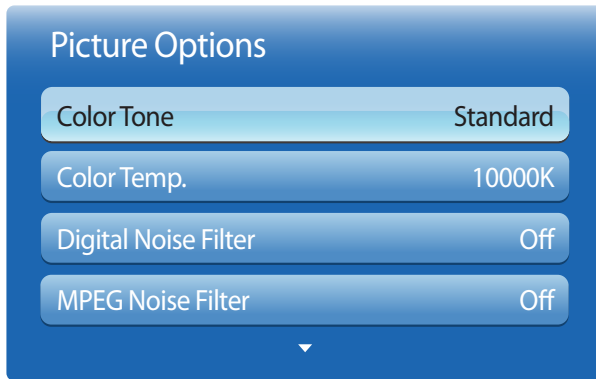 Picture Options
Color Tone Standard
Color Temp. 10000K
Digital Noise Filter Off
MPEG Noise Filter Off